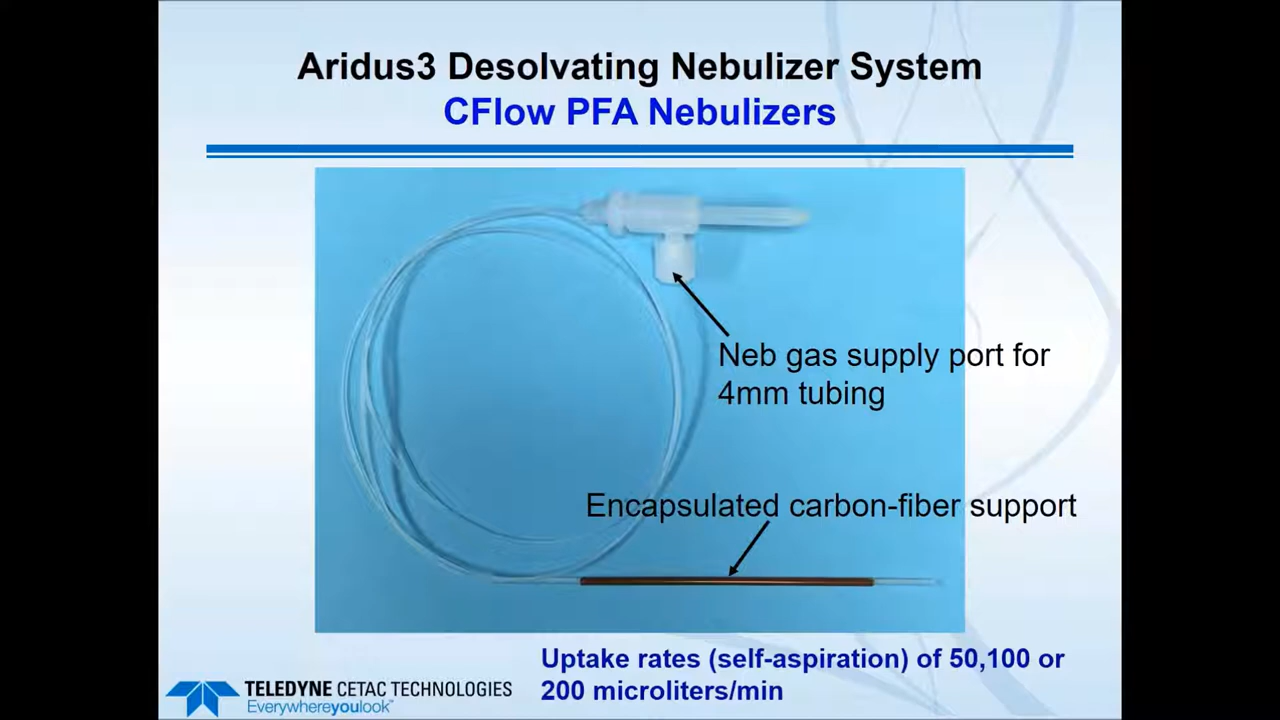 Aridus3 Desolvating Nebulizer System
CFlow PFA Nebulizers
Neb gas supply port for
4mm tubing
Encapsulated carbon-fiber support
Uptake rates (self-aspiration) of 50,100 or
200 microliters/min
TELEDYNE CETAC TECHNOLOGIES
Everywhereyoulook™